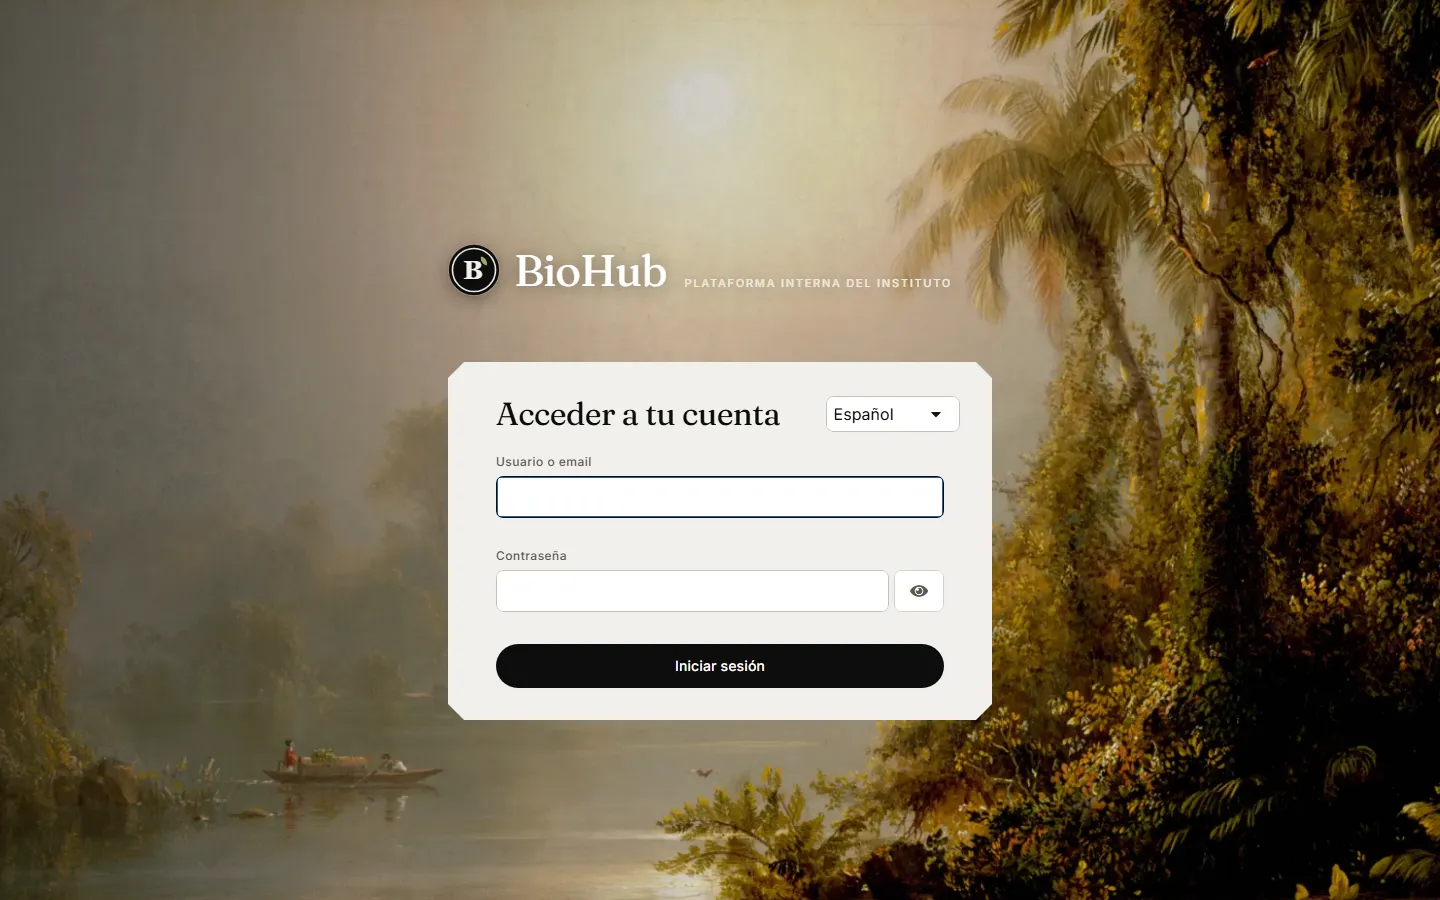 B
BioHub PLATAFORMA INTERNA DEL INSTITUTO
Acceder a tu cuenta
Español
Usuario o email
Contraseña
Iniciar sesión